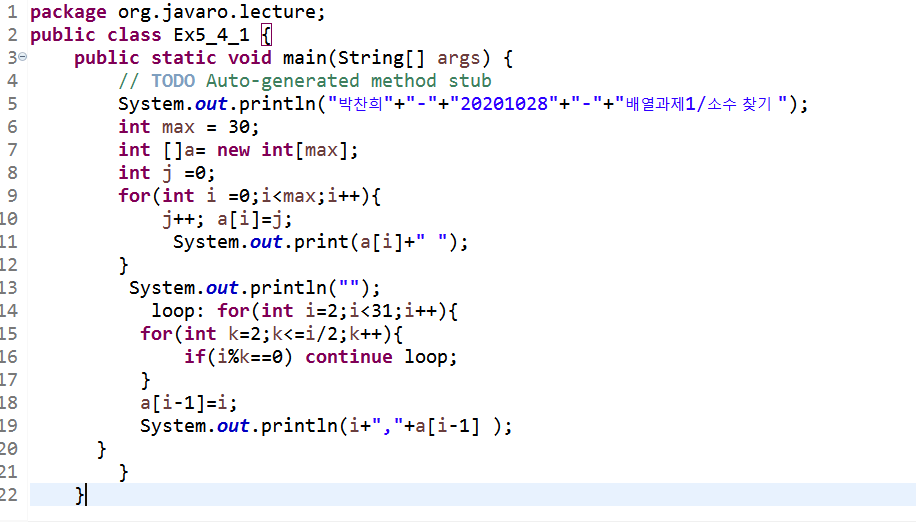 1 package org.javaro.lecture;
2 public class Ex5_4_1 {
3 public static void main(String[] args) {
4 // TODO Auto-generated method stub
5 System.out.println("박찬희"+"-"+"20201028"+"-"+"배열과제1/소수 찾기 ");
6 int max = 30;
7 int []a= new int[max];
8 int j =0;
9 for(int i =0;i<max;i++){
10 j++; a[i]=j;
11 System.out.print(a[i]+" ");
12 }
13 System.out.println("");
14 loop: for(int i=2;i<31;i++){
15 for(int k=2;k<=i/2;k++){
16 if(i%k==0) continue loop;
17 }
18 a[i-1]=i;
19 System.out.println(i+","+a[i-1] );
20 }
21 }
22 }